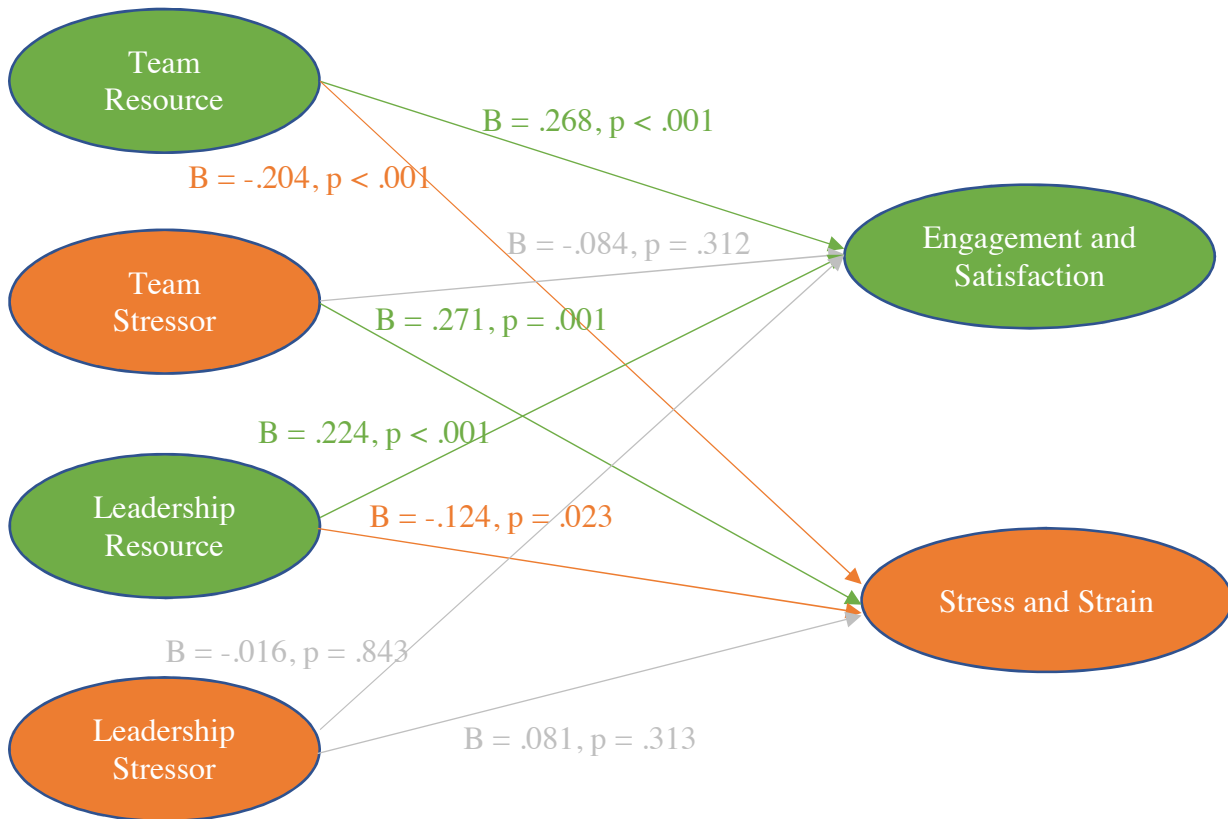 Team
Resource
B = .268, p < .001
B = -.204, p < .001
Engagement and
Satisfaction
B = -.084, p = .312
Team
Stressor
B = .271, p = .001
B = .224, p < .001
Leadership
Resource
B = -.124, p = .023
Stress and Strain
B = -.016, p = .843
Leadership
Stressor
B = .081, p = .313